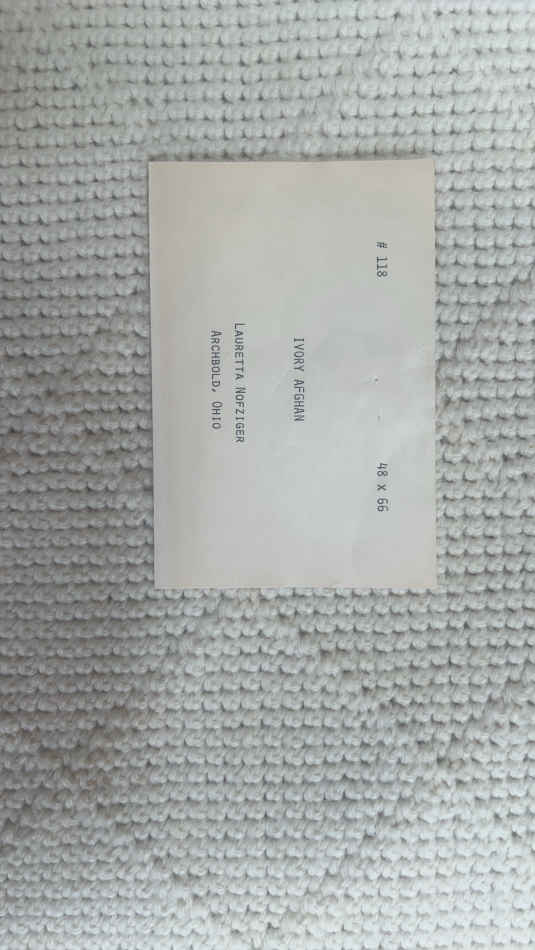 # 118 48 x 66
IVORY AFGHAN
LAURETTA NOFZIGER
ARCHBOLD, OHIO